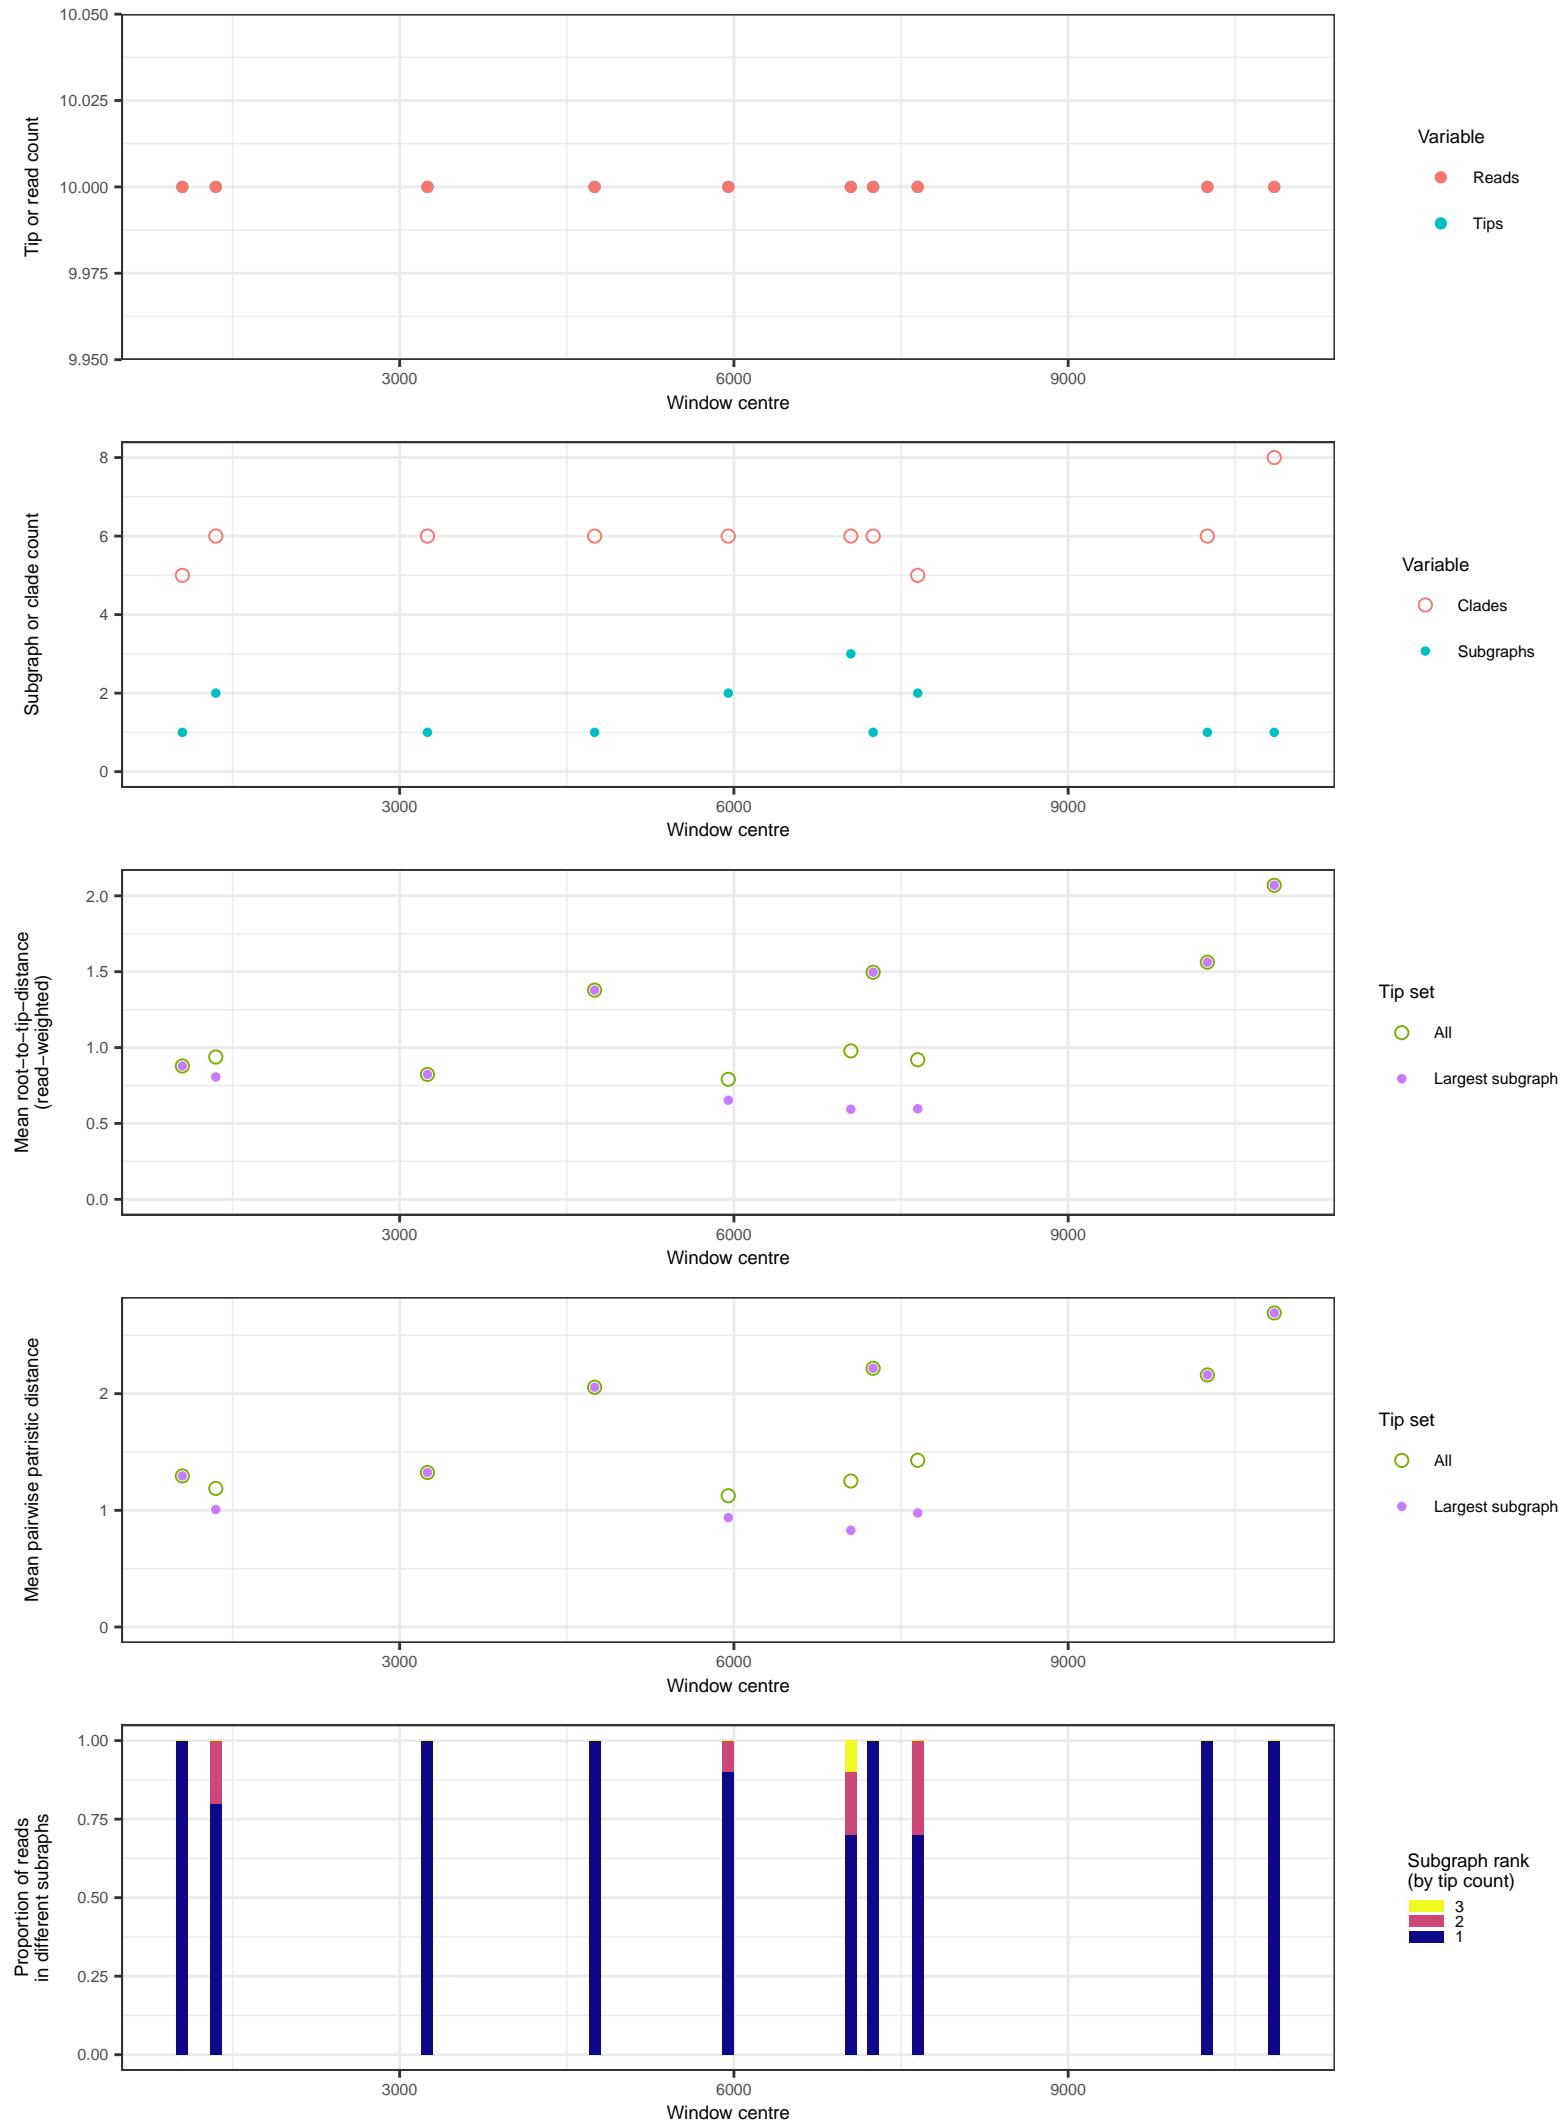 10.050
10.025
10.000
9.975
9.950
Tip or read count
3000
6000
9000
Window centre
Variable
Reads
Tips
8
6
4
2
0
Subgraph or clade count
3000
6000
9000
Window centre
Variable
Clades
Subgraphs
2.0
1.5
1.0
0.5
0.0
Mean root−to−tip−distance
(read−weighted)
3000
6000
9000
Window centre
Tip set
All
Largest subgraph
2
1
0
Mean pairwise patristic distance
3000
6000
9000
Window centre
Tip set
All
Largest subgraph
1.00
0.75
0.50
0.25
0.00
Proportion of reads
in different subraphs
3000
6000
9000
Window centre
Subgraph rank
(by tip count)
3
2
1